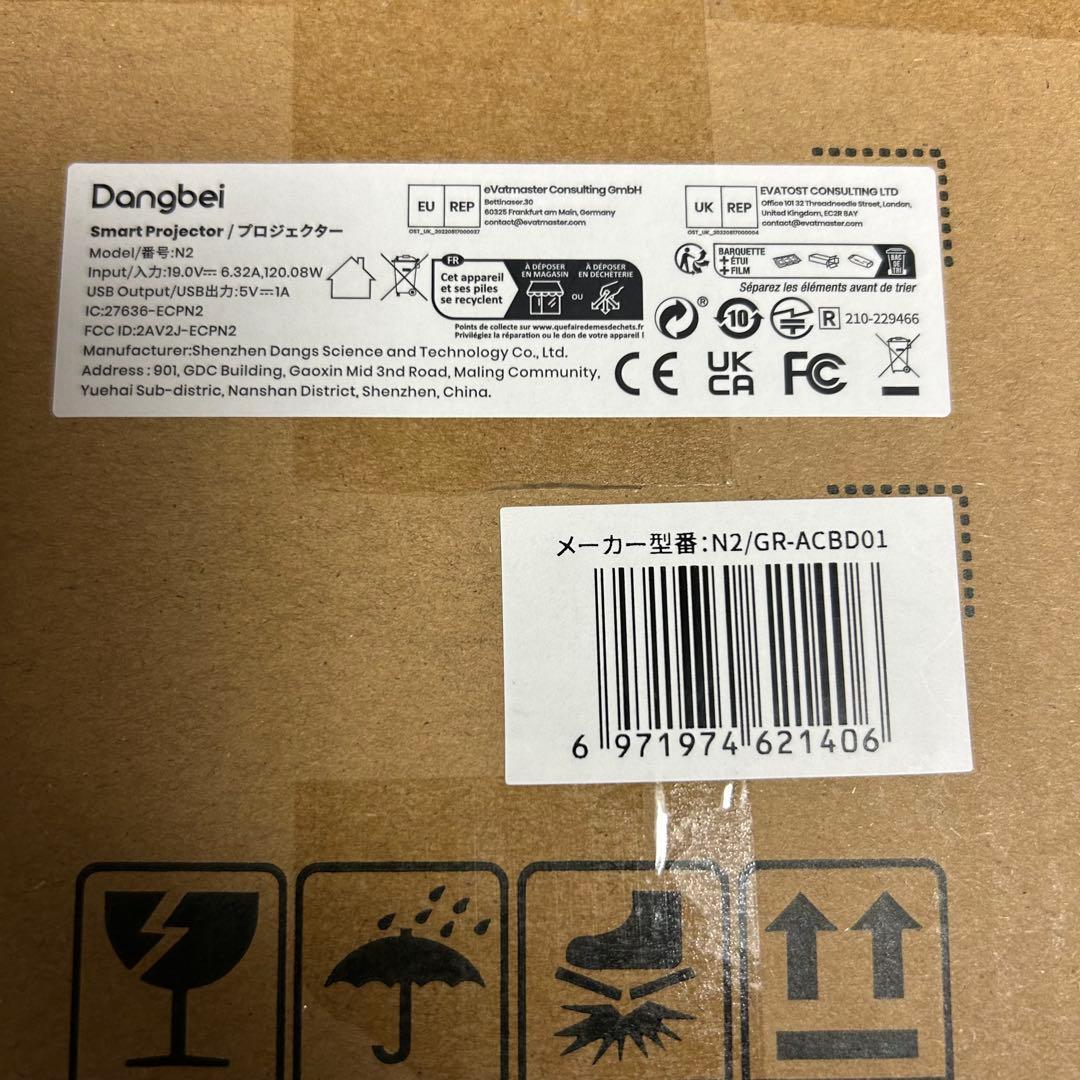 Dangbei
Smart Projector / プロジェクター
Model/番号:N2
Input/入力:19.0V⎓ 6.32A,120.08W
USB Output/USB出力:5V⎓1A
IC:27636-ECPN2
FCC ID:2AV2J-ECPN2
Manufacturer:Shenzhen Dangs Science and Technology Co., Ltd.
Address : 901, GDC Building, Gaoxin Mid 3nd Road, Maling Community,
Yuehai Sub-distric, Nanshan District, Shenzhen, China.
EU REP
eVatmaster Consulting GmbH
Bettinaser.30
60325 Frankfurt am Main, Germany
contact@evatmaster.com
OST_UK_20220817000037
UK REP
EVATOST CONSULTING LTD
Office 101 32 Threadneedle Street, London,
United Kingdom, EC2R 8AY
contact@evatmaster.com
OST_UK_20220817000004
FR
Cet appareil
et ses piles
se recyclent
À DÉPOSER
EN MAGASIN
OU
À DÉPOSER
EN DÉCHÈTERIE
Points de collecte sur www.quefairedemesdechets.fr
Privilégiez la réparation ou le don de votre appareil !
BARQUETTE
+ÉTUI
+FILM
BAC
DE
TRI
Séparez les éléments avant de trier
®
10
R 210-229466
CE
UK
CA
FC
メーカー型番:N2/GR-ACBD01
6 971974 621406